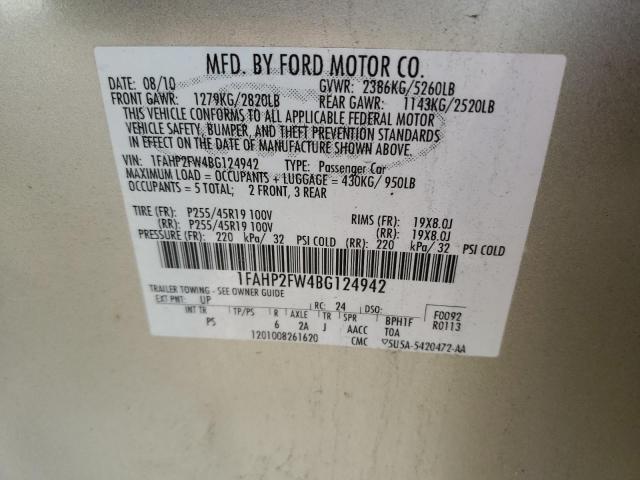 MFD. BY FORD MOTOR CO.
DATE: 08/10 GVWR: 2386KG/5260LB
FRONT GAWR: 1279KG/2820LB REAR GAWR: 1143KG/2520LB
THIS VEHICLE CONFORMS TO ALL APPLICABLE FEDERAL MOTOR
VEHICLE SAFETY, BUMPER, AND THEFT PREVENTION STANDARDS
IN EFFECT ON THE DATE OF MANUFACTURE SHOWN ABOVE.
VIN: 1FAHP2FW4BG124942 TYPE: Passenger Car
MAXIMUM LOAD = OCCUPANTS + LUGGAGE = 430KG/950LB
OCCUPANTS = 5 TOTAL; 2 FRONT, 3 REAR
TIRE (FR): P255/45R19 100V RIMS (FR): 19X8.0J
(RR): P255/45R19 100V (RR): 19X8.0J
PRESSURE (FR): 220 kPa/ 32 PSI COLD (RR): 220 kPa/ 32 PSI COLD
1FAHP2FW4BG124942
TRAILER TOWING - SEE OWNER GUIDE
EXT PNT: UP RC: 24 DSO: F0092
INT TR TP/PS R AXLE TR SPR BPH1F R0113
PS 6 2A J AACC TOA
1201008261620 CMC ▽5U5A-5420472-AA